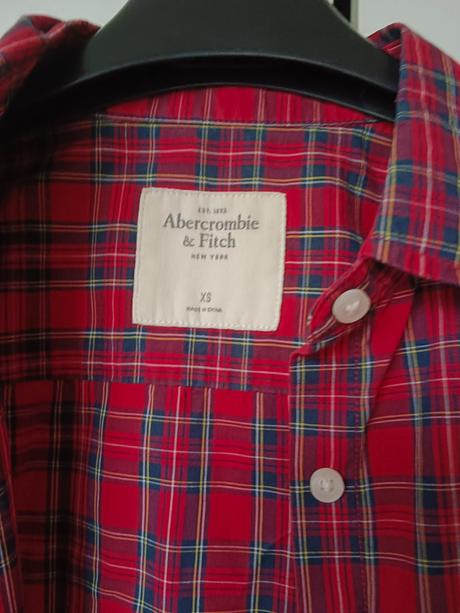 EST. 1892
Abercrombie
& Fitch
NEW YORK
XS
MADE IN CHINA